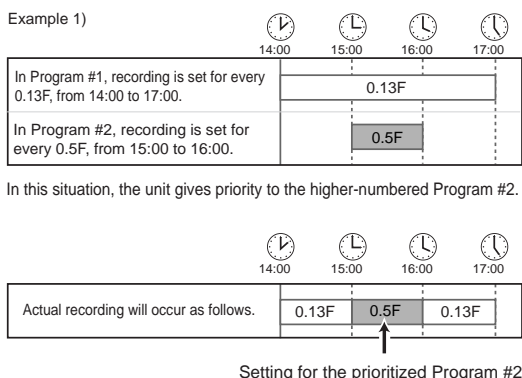 Example 1)
14:00 15:00 16:00 17:00
In Program #1, recording is set for every
0.13F, from 14:00 to 17:00.
0.13F
In Program #2, recording is set for
every 0.5F, from 15:00 to 16:00.
0.5F
In this situation, the unit gives priority to the higher-numbered Program #2.
14:00 15:00 16:00 17:00
Actual recording will occur as follows. 0.13F 0.5F 0.13F
Setting for the prioritized Program #2